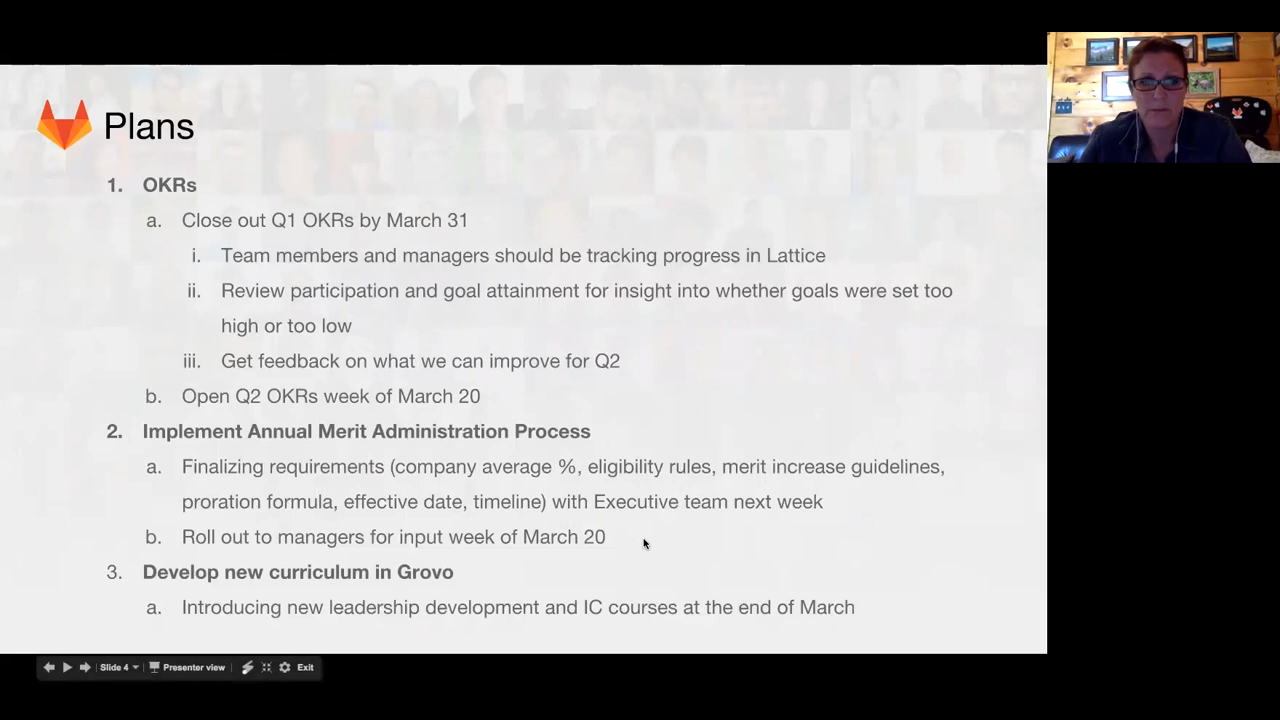 Plans
1. OKRs
a. Close out Q1 OKRs by March 31
i. Team members and managers should be tracking progress in Lattice
ii. Review participation and goal attainment for insight into whether goals were set too
high or too low
iii. Get feedback on what we can improve for Q2
b. Open Q2 OKRs week of March 20
2. Implement Annual Merit Administration Process
a. Finalizing requirements (company average %, eligibility rules, merit increase guidelines,
proration formula, effective date, timeline) with Executive team next week
b. Roll out to managers for input week of March 20
3. Develop new curriculum in Grovo
a. Introducing new leadership development and IC courses at the end of March
Slide 4 Presenter view Exit